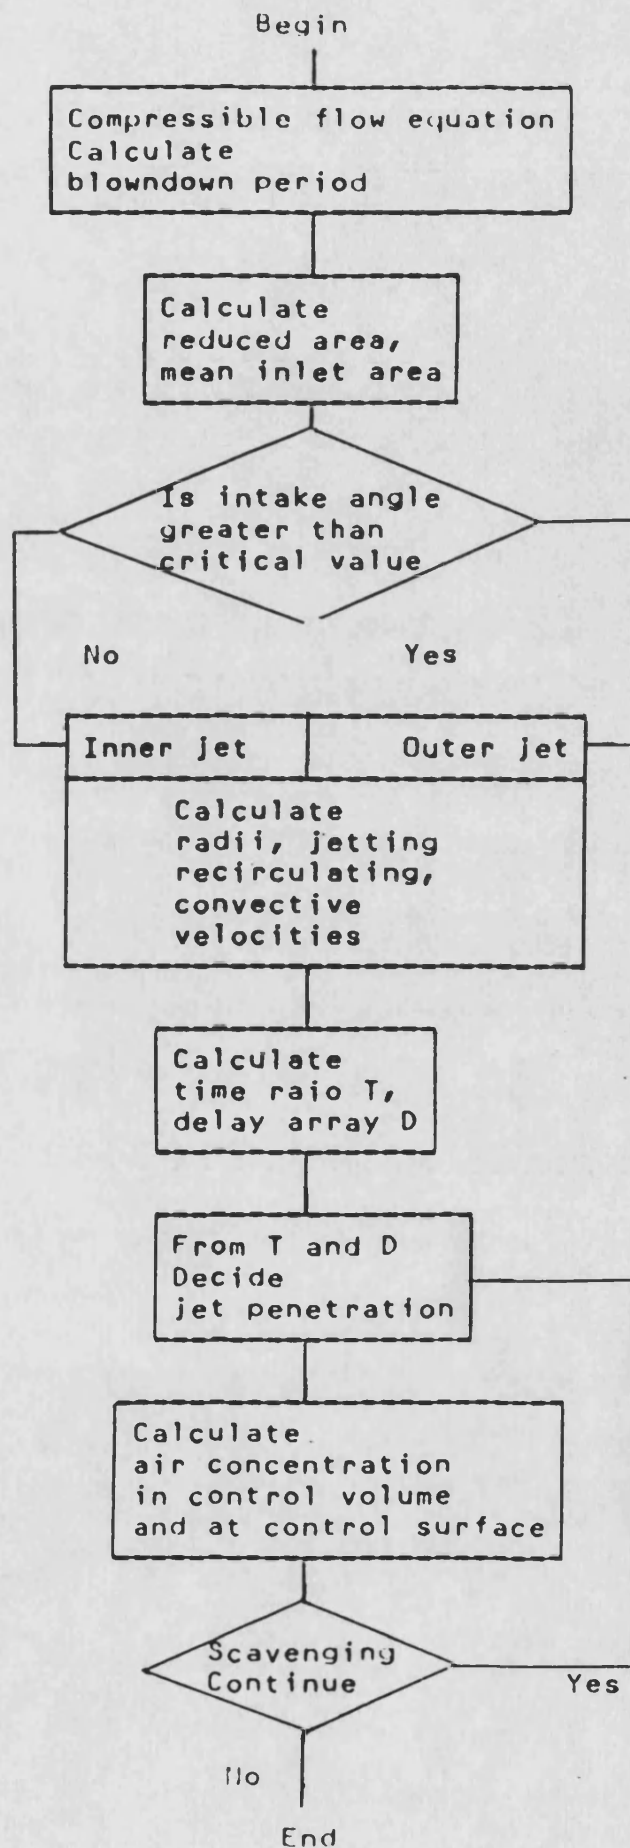 Begin
Compressible flow equation
Calculate
blowndown period
Calculate
reduced area,
mean inlet area
Is intake angle
greater than
critical value
No Yes
Inner jet Outer jet
Calculate
radii, jetting
recirculating,
convective
velocities
Calculate
time raio T,
delay array D
From T and D
Decide
jet penetration
Calculate
air concentration
in control volume
and at control surface
Scavenging
Continue
Yes
No
End